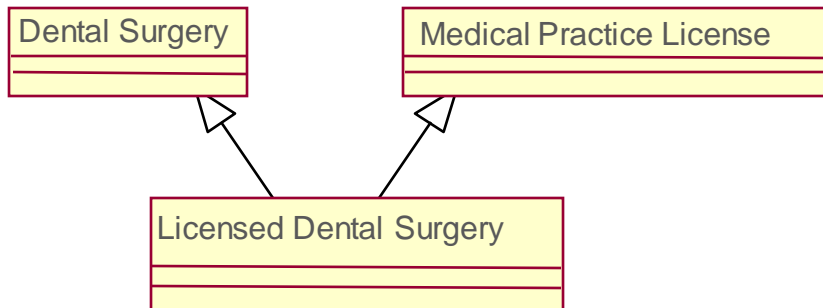 Dental Surgery
Medical Practice License
Licensed Dental Surgery